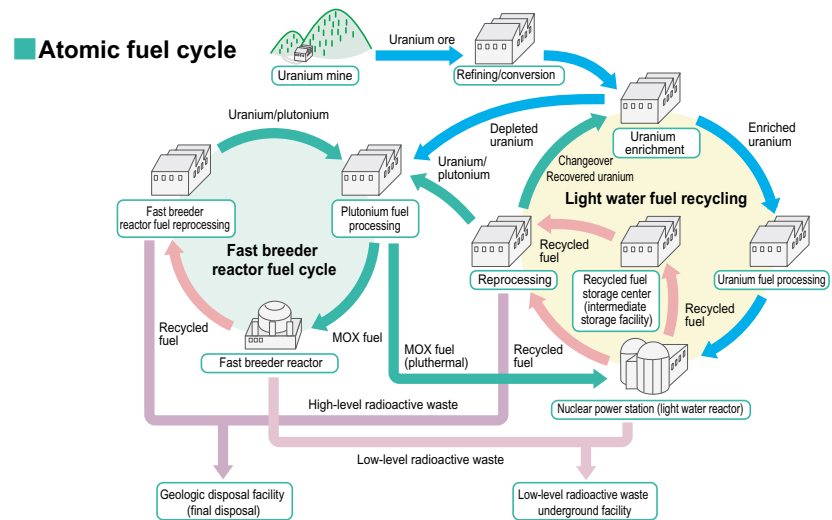 Atomic fuel cycle
Uranium ore
Uranium mine
Refining/conversion
Uranium/plutonium
Depleted
uranium
Uranium
enrichment
Enriched
uranium
Uranium/
plutonium
Changeover
Recovered uranium
Light water fuel recycling
Fast breeder
reactor fuel reprocessing
Plutonium fuel
processing
Fast breeder
reactor fuel cycle
Recycled
fuel
Reprocessing
Recycled fuel
storage center
(intermediate
storage facility)
Uranium fuel processing
Recycled
fuel
Recycled
fuel
MOX fuel
Fast breeder reactor
MOX fuel
(pluthermal)
Recycled
fuel
High-level radioactive waste
Nuclear power station (light water reactor)
Low-level radioactive waste
Geologic disposal facility
(final disposal)
Low-level radioactive waste
underground facility